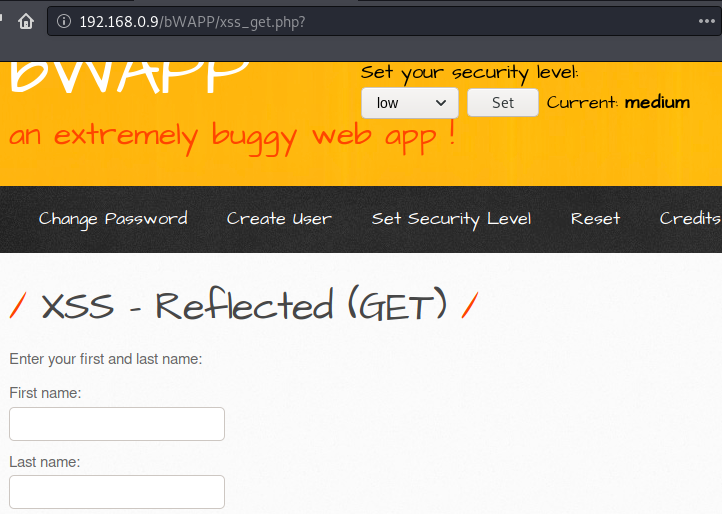 192.168.0.9/bWAPP/xss_get.php?
bWAPP
Set your security level:
low Set Current: medium
an extremely buggy web app !
Change Password Create User Set Security Level Reset Credits
/ XSS - Reflected (GET) /
Enter your first and last name:
First name:
Last name: